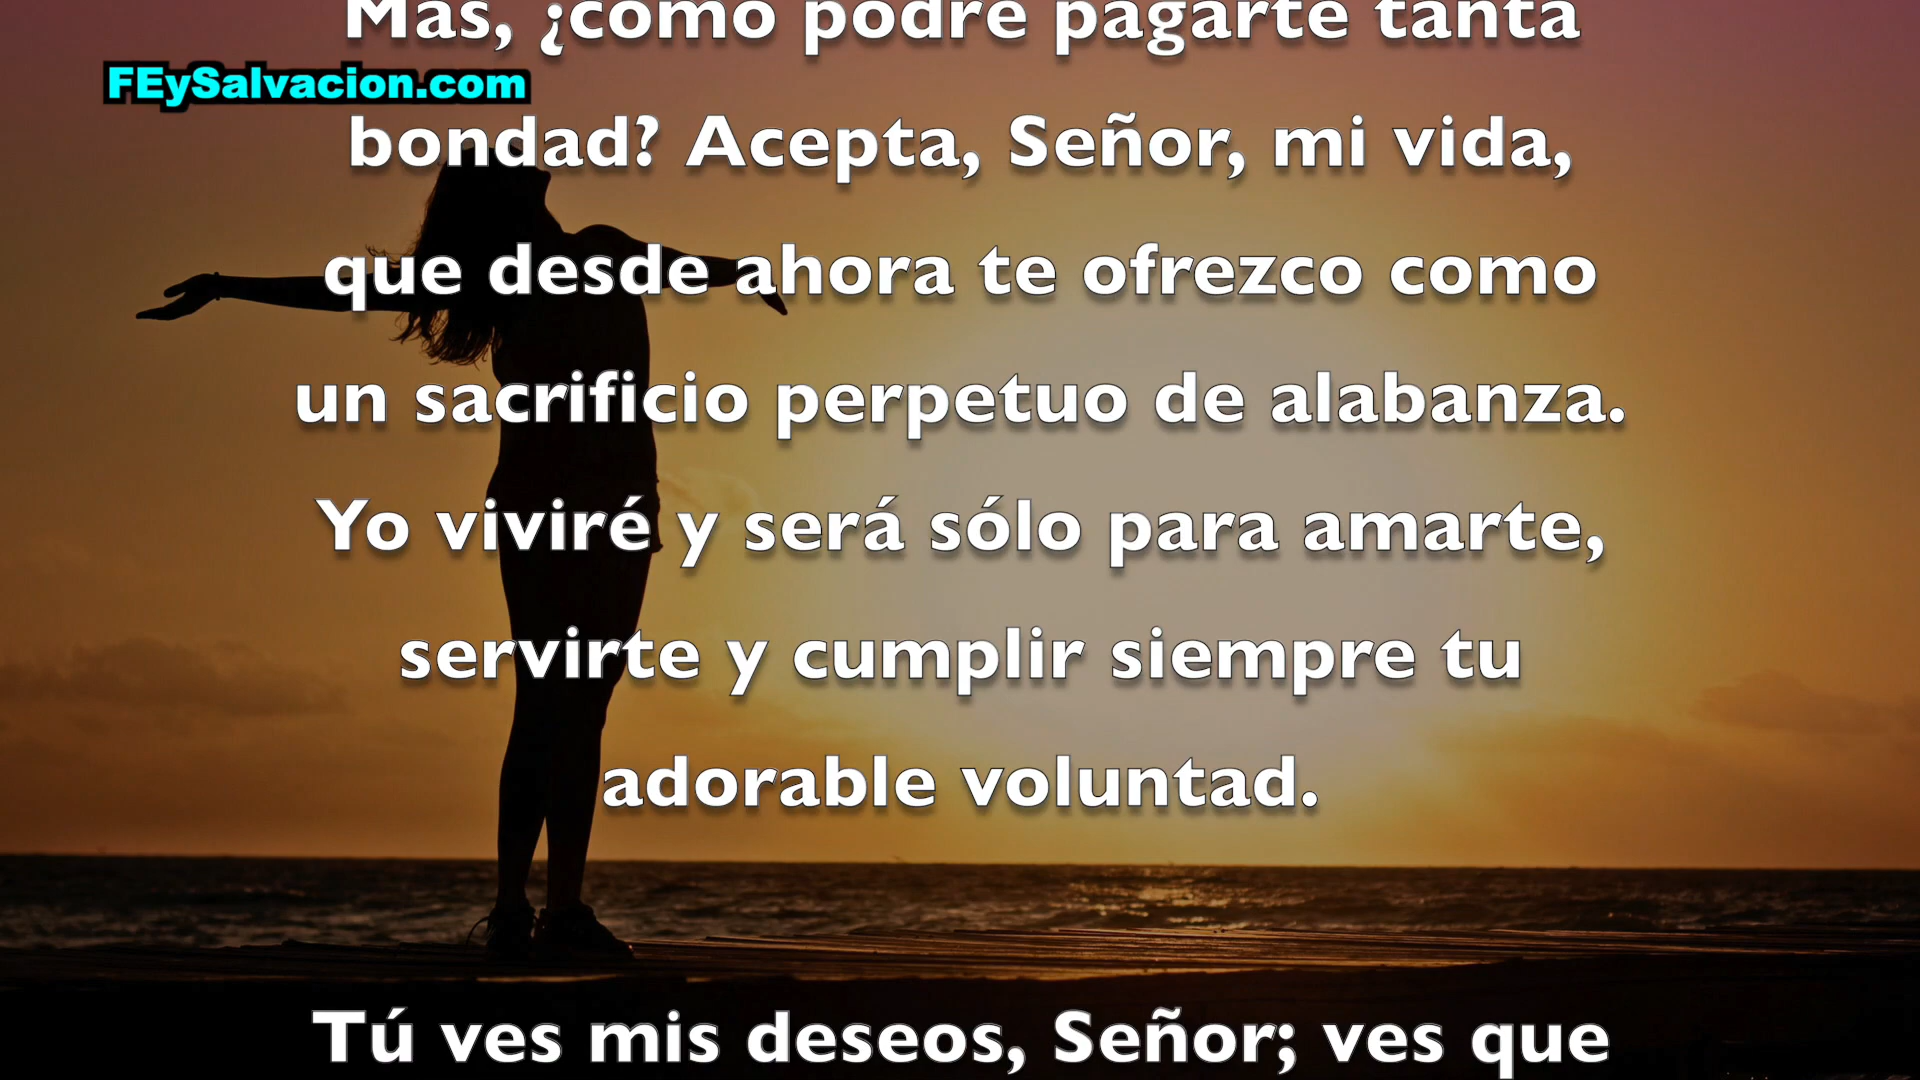 Mas, ¿cómo podré pagarte tanta
FEySalvacion.com
bondad? Acepta, Señor, mi vida,
que desde ahora te ofrezco como
un sacrificio perpetuo de alabanza.
Yo viviré y será sólo para amarte,
servirte y cumplir siempre tu
adorable voluntad.
Tú ves mis deseos, Señor; ves que